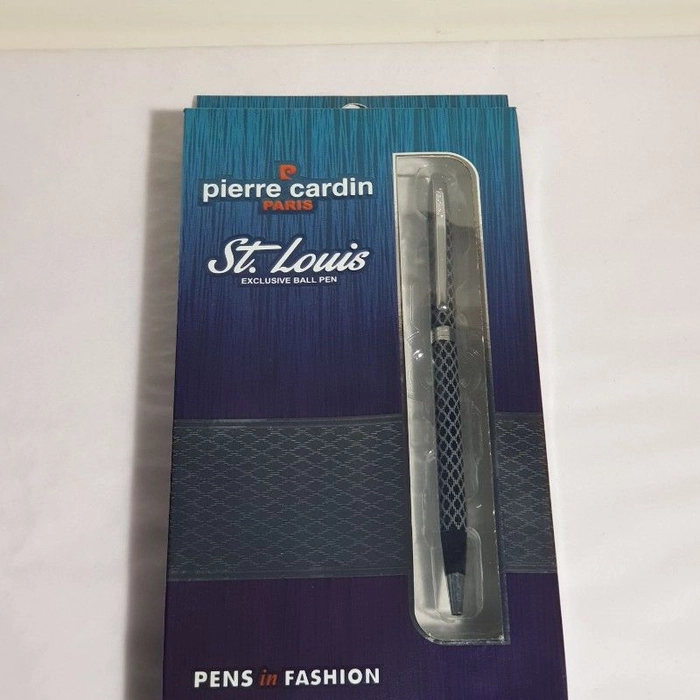 pierre cardin
PARIS
St. Louis
EXCLUSIVE BALL PEN
PENS in FASHION